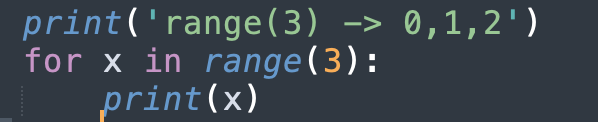 print('range(3) -> 0,1,2')
for x in range(3):
    print(x)